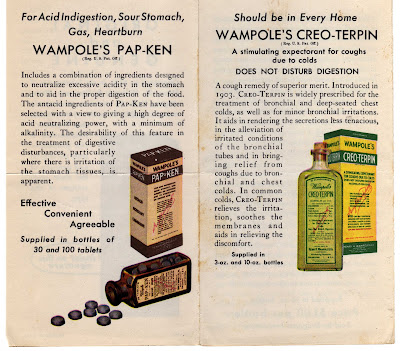 For Acid Indigestion, Sour Stomach,
Gas, Heartburn
WAMPOLE'S PAP-KEN
(Reg. U. S. Pat. Off.)
Includes a combination of ingredients designed
to neutralize excessive acidity in the stomach
and to aid in the proper digestion of the food.
The antacid ingredients of PAP-KEN have been
selected with a view to giving a high degree of
acid neutralizing power, with a minimum of
alkalinity. The desirability of this feature in
the treatment of digestive
disturbances, particularly
where there is irritation of
the stomach tissues, is
apparent.
Effective
Convenient
Agreeable
Supplied in bottles of
30 and 100 tablets
WAMPOLE'S
PAP-KEN
Should be in Every Home
WAMPOLE'S CREO-TERPIN
(Reg. U. S. Pat. Off.)
A stimulating expectorant for coughs
due to colds
DOES NOT DISTURB DIGESTION
A cough remedy of superior merit. Introduced in
1903. CREO-TERPIN is widely prescribed for the
treatment of bronchial and deep-seated chest
colds, as well as for minor bronchial irritations.
It aids in rendering the secretions less tenacious,
in the alleviation of
irritated conditions
of the bronchial
tubes and in bring-
ing relief from
coughs due to bron-
chial and chest
colds. In common
colds, CREO-TERPIN
relieves the irrita-
tion, soothes the
membranes and
aids in relieving the
discomfort.
Supplied in
3-oz. and 10-oz. bottles
Wampole's
CREO-TERPIN
WAMPOLE'S
CREO-TERPIN